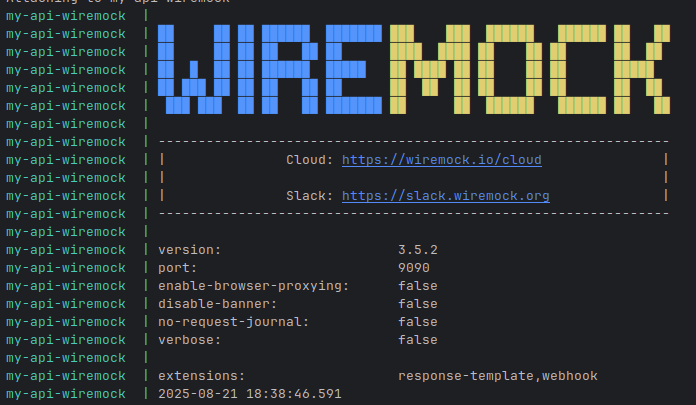 Attaching to my-api-wiremock
my-api-wiremock  |
my-api-wiremock  | WIREMOCK
my-api-wiremock  |
my-api-wiremock  |
my-api-wiremock  |
my-api-wiremock  |
my-api-wiremock  |
my-api-wiremock  |
my-api-wiremock  | ----------------------------------------------------------------
my-api-wiremock  | |               Cloud: https://wiremock.io/cloud               |
my-api-wiremock  | |                                                              |
my-api-wiremock  | |               Slack: https://slack.wiremock.org              |
my-api-wiremock  | ----------------------------------------------------------------
my-api-wiremock  |
my-api-wiremock  | version:                      3.5.2
my-api-wiremock  | port:                         9090
my-api-wiremock  | enable-browser-proxying:      false
my-api-wiremock  | disable-banner:               false
my-api-wiremock  | no-request-journal:           false
my-api-wiremock  | verbose:                      false
my-api-wiremock  |
my-api-wiremock  | extensions:                   response-template,webhook
my-api-wiremock  | 2025-08-21 18:38:46.591